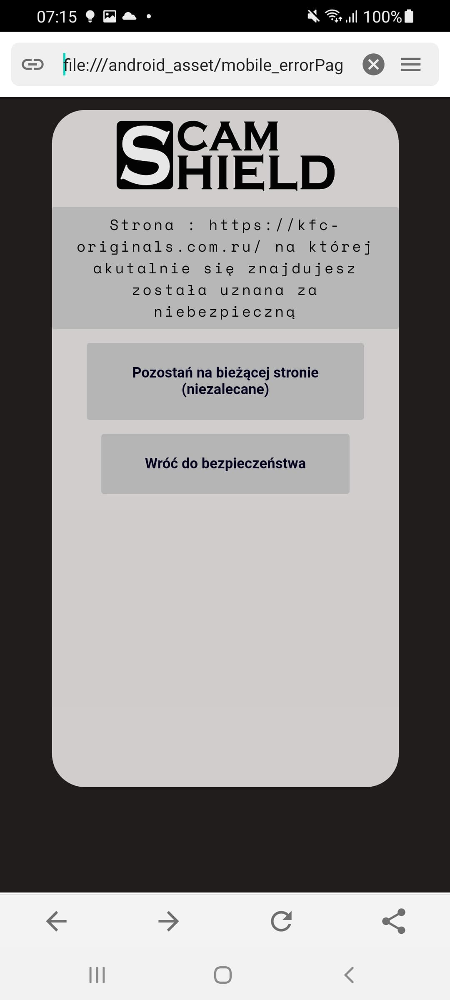 07:15
100%
file:///android_asset/mobile_errorPag
SCAM
SHIELD
Strona : https://kfc-
originals.com.ru/ na której
akutalnie się znajdujesz
została uznana za
niebezpieczną
Pozostań na bieżącej stronie
(niezalecane)
Wróć do bezpieczeństwa